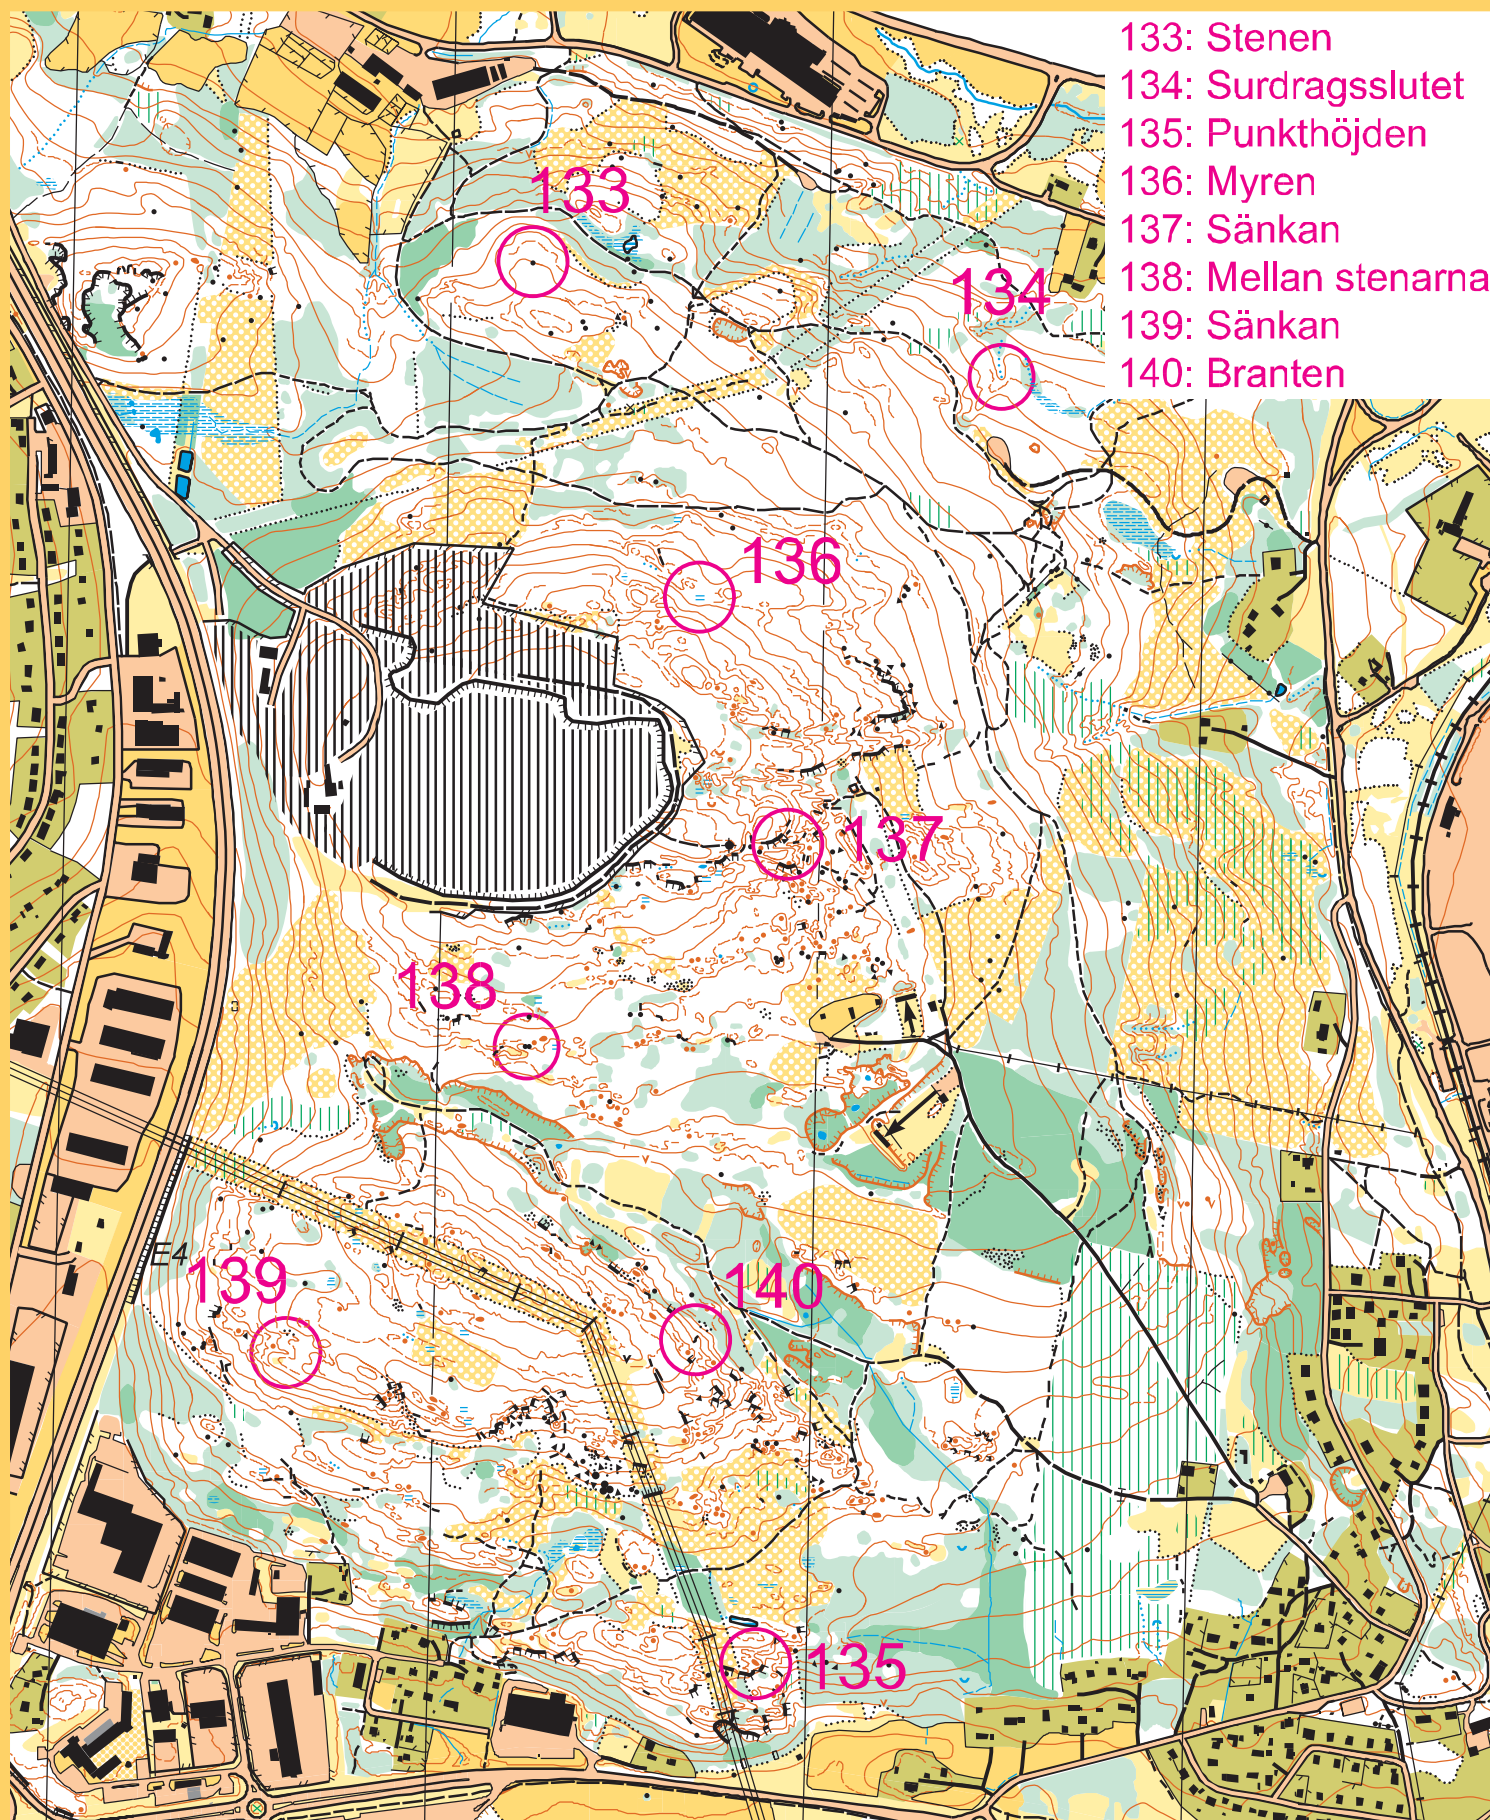 133: Stenen
134: Surdragsslutet
135: Punkthöjden
136: Myren
137: Sänkan
138: Mellan stenarna
139: Sänkan
140: Branten
133
134
136
137
138
E4
139
140
135